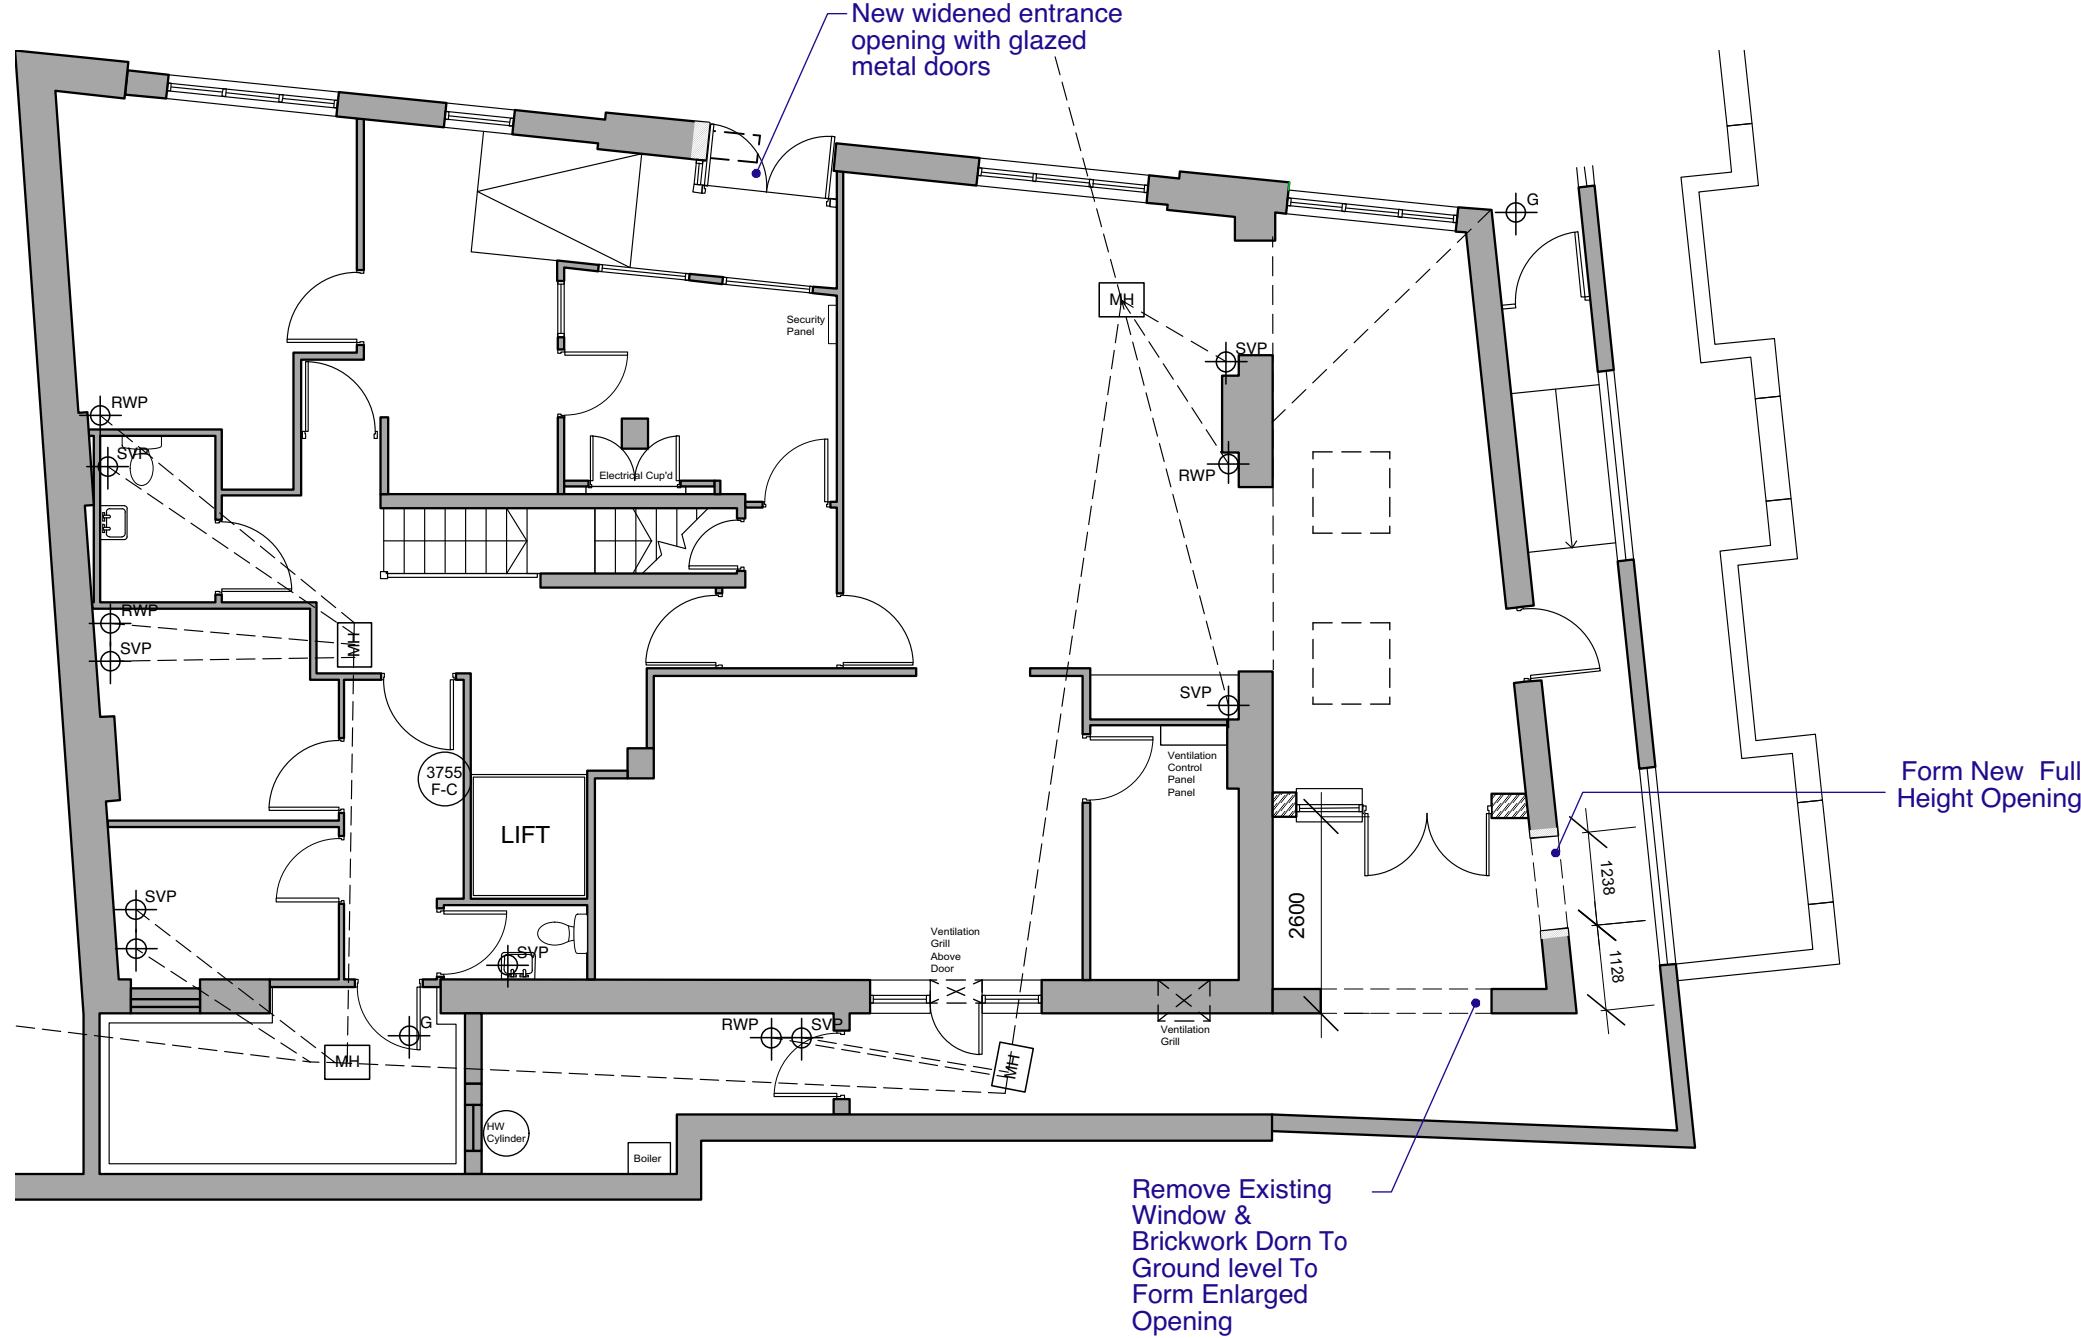 New widened entrance
opening with glazed
metal doors
G
MH
Security
Panel
SVP
RWP
SVP
RWP
Electrical Cup'd
RWP
SVP
MH
SVP
3755
F-C
LIFT
Ventilation
Control
Panel
Panel
Form New Full
Height Opening
1238
1128
2600
SVP
SVP
Ventilation
Grill
Above
Door
G
RWP
SVP
Ventilation
Grill
MH
MH
HW
Cylinder
Boiler
Remove Existing
Window &
Brickwork Dorn To
Ground level To
Form Enlarged
Opening